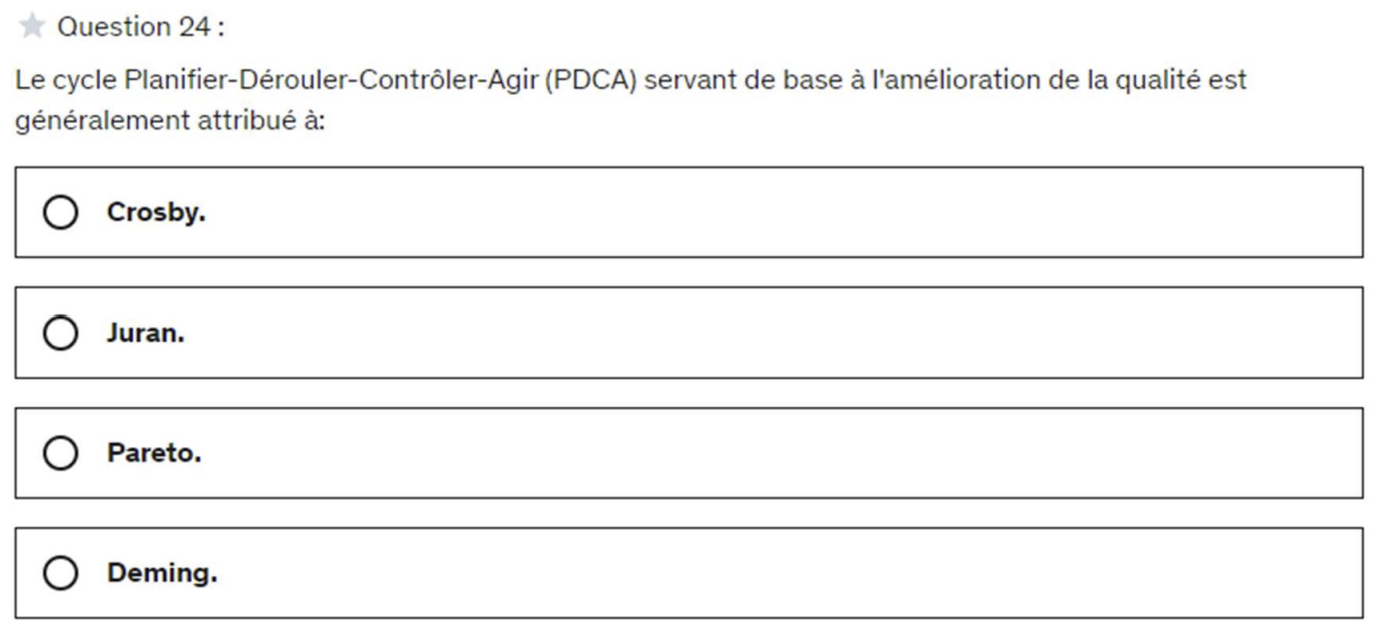 Question 24 :
Le cycle Planifier-Dérouler-Contrôler-Agir (PDCA) servant de base à l'amélioration de la qualité est
généralement attribué à:
Crosby.
Juran.
Pareto.
Deming.